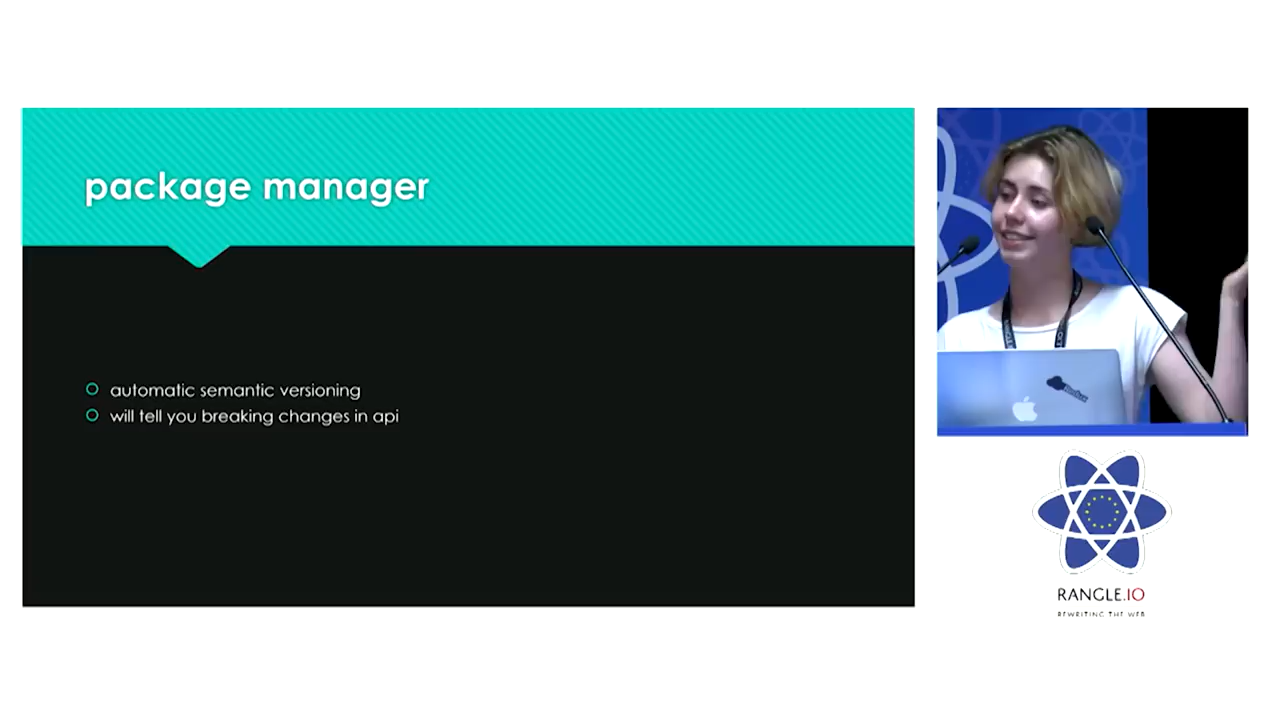 package manager
automatic semantic versioning
will tell you breaking changes in api
RANGLE.IO
REWRITING THE WEB